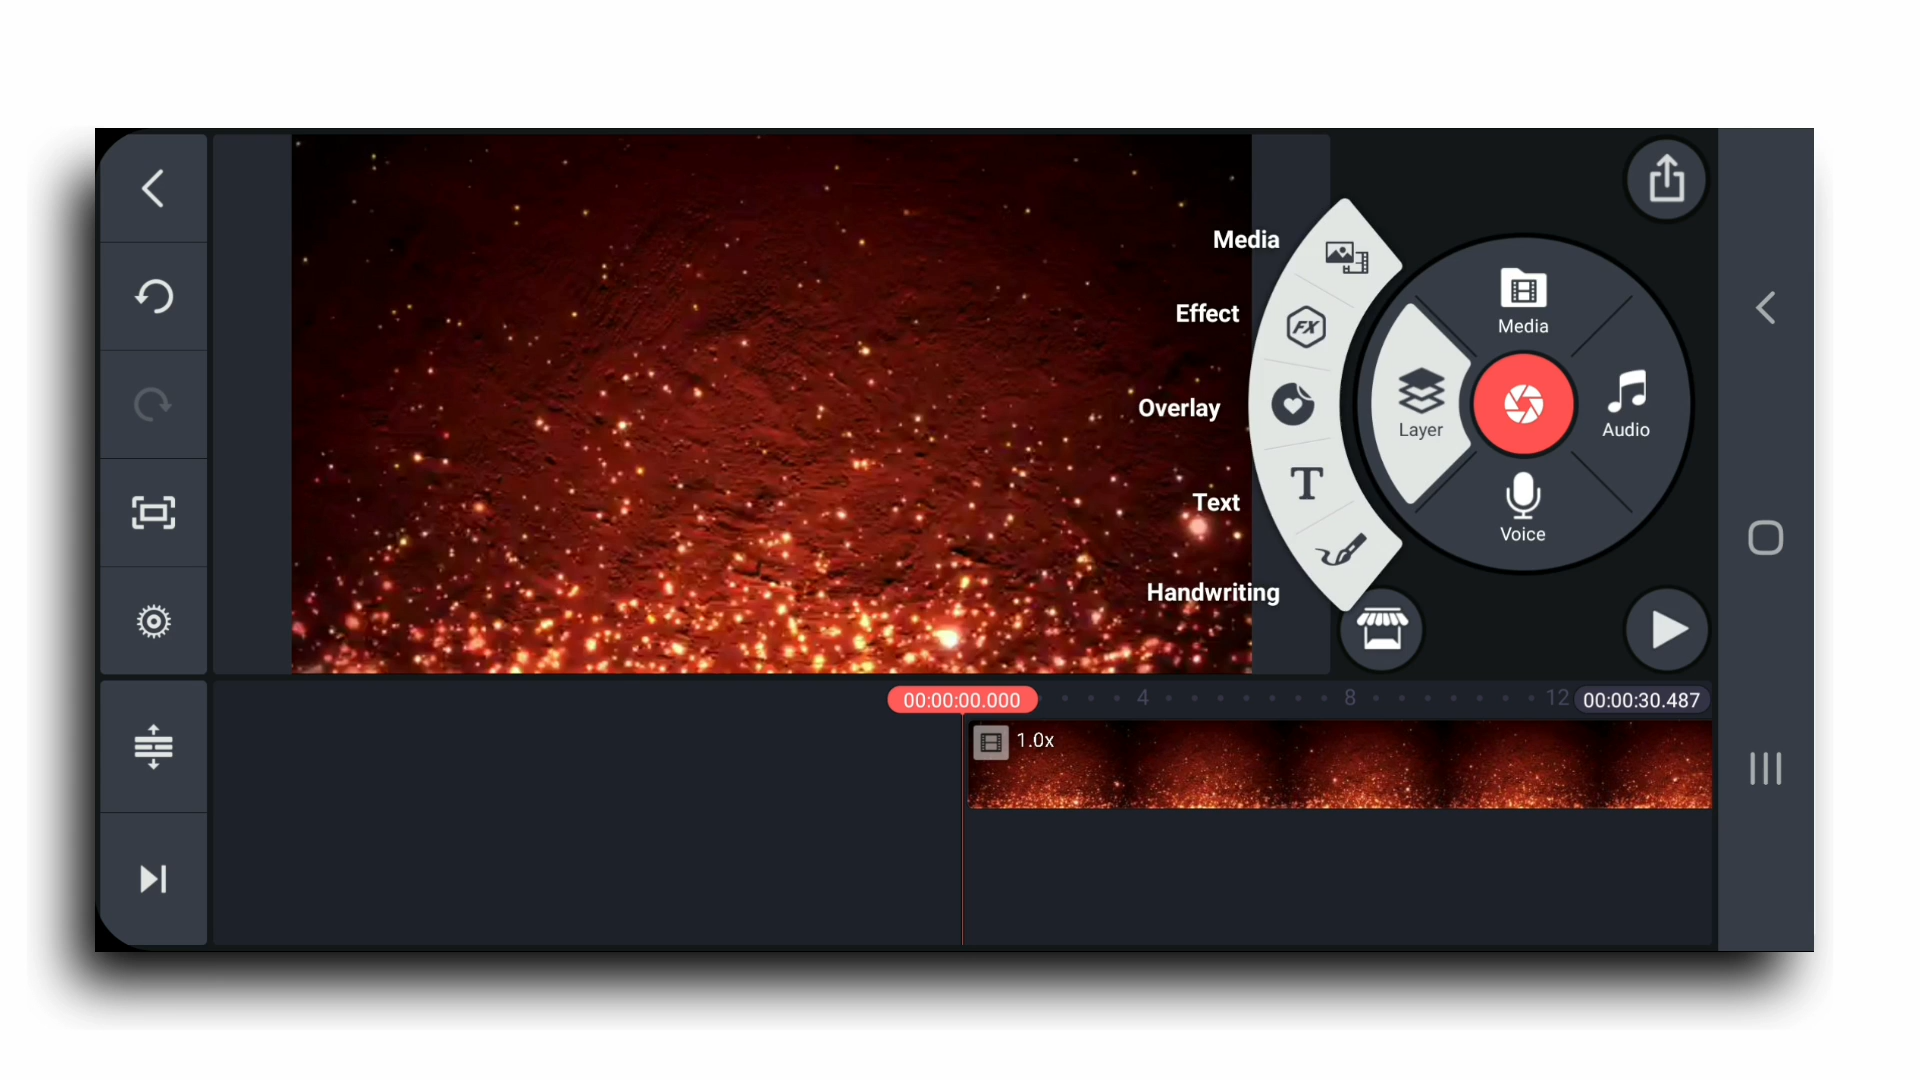 Media
Effect
Overlay
Text
Handwriting
FX
T
Media
Layer
Audio
Voice
00:00:00.000
4
8
12
00:00:30.487
1.0x